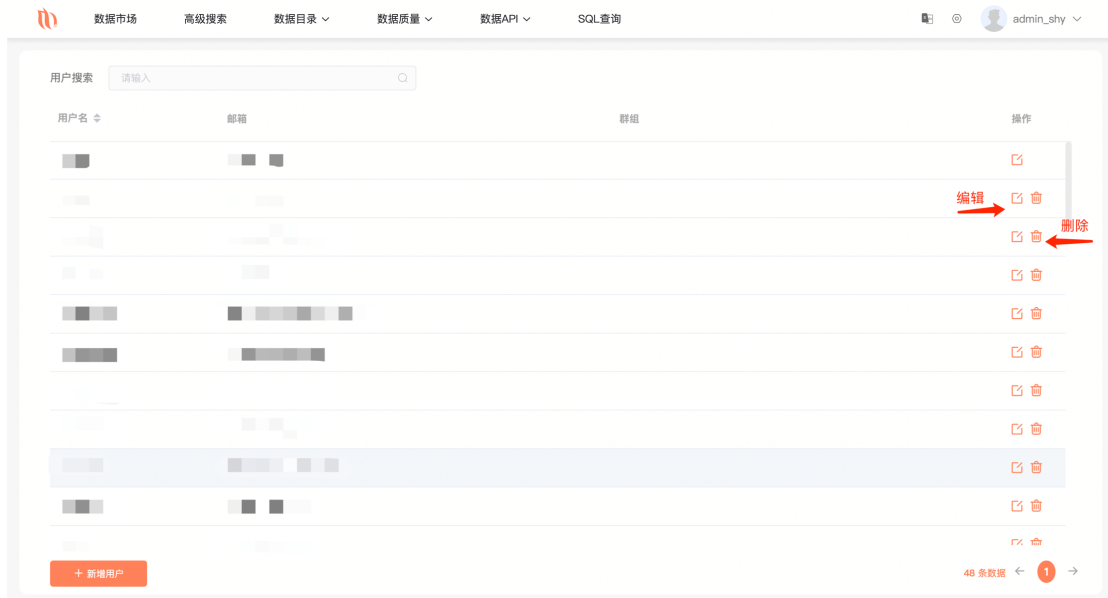 数据市场 高级搜索 数据目录 数据质量 数据API SQL查询 admin_shy
用户搜索 请输入
用户名 邮箱 群组 操作
编辑
删除
+ 新增用户 48 条数据 ← 1 →